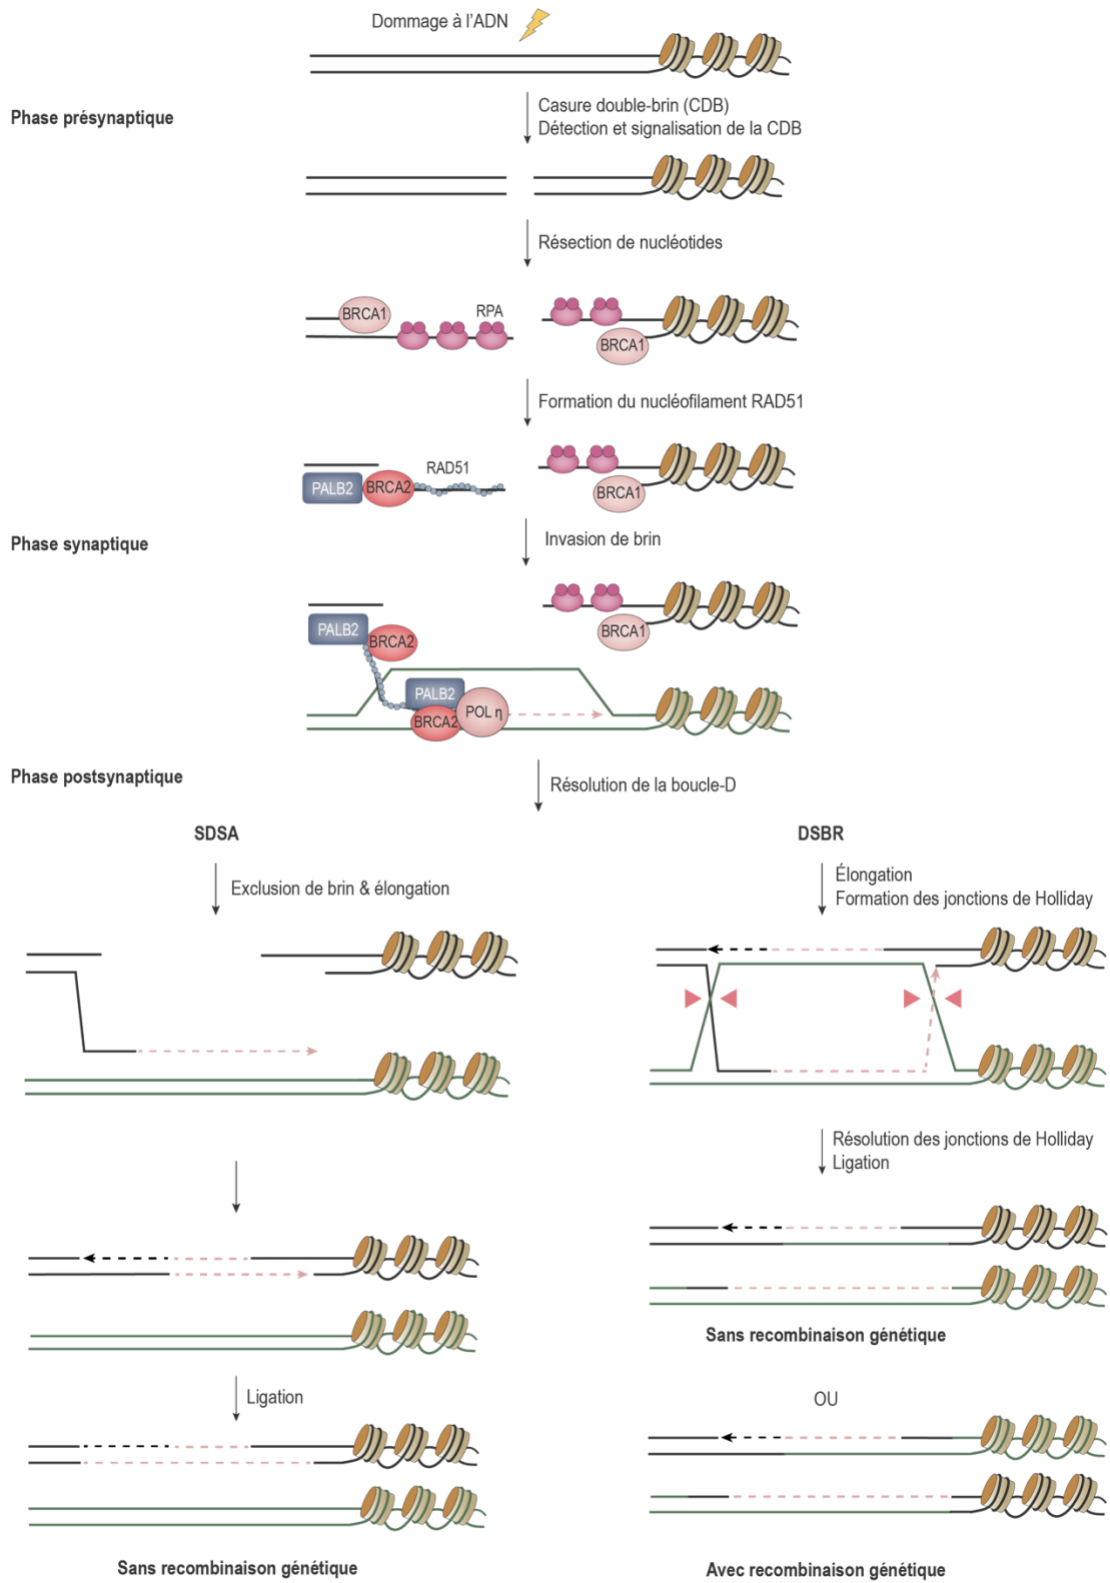 Dommage à l'ADN
Phase présynaptique
Casure double-brin (CDB)
Détection et signalisation de la CDB
Résection de nucléotides
BRCA1
RPA
BRCA1
Formation du nucléofilament RAD51
RAD51
PALB2
BRCA2
BRCA1
Phase synaptique
Invasion de brin
PALB2
BRCA2
BRCA1
PALB2
BRCA2
POL η
Phase postsynaptique
Résolution de la boucle-D
SDSA
DSBR
Exclusion de brin & élongation
Élongation
Formation des jonctions de Holliday
Résolution des jonctions de Holliday
Ligation
Sans recombinaison génétique
Ligation
OU
Sans recombinaison génétique
Avec recombinaison génétique